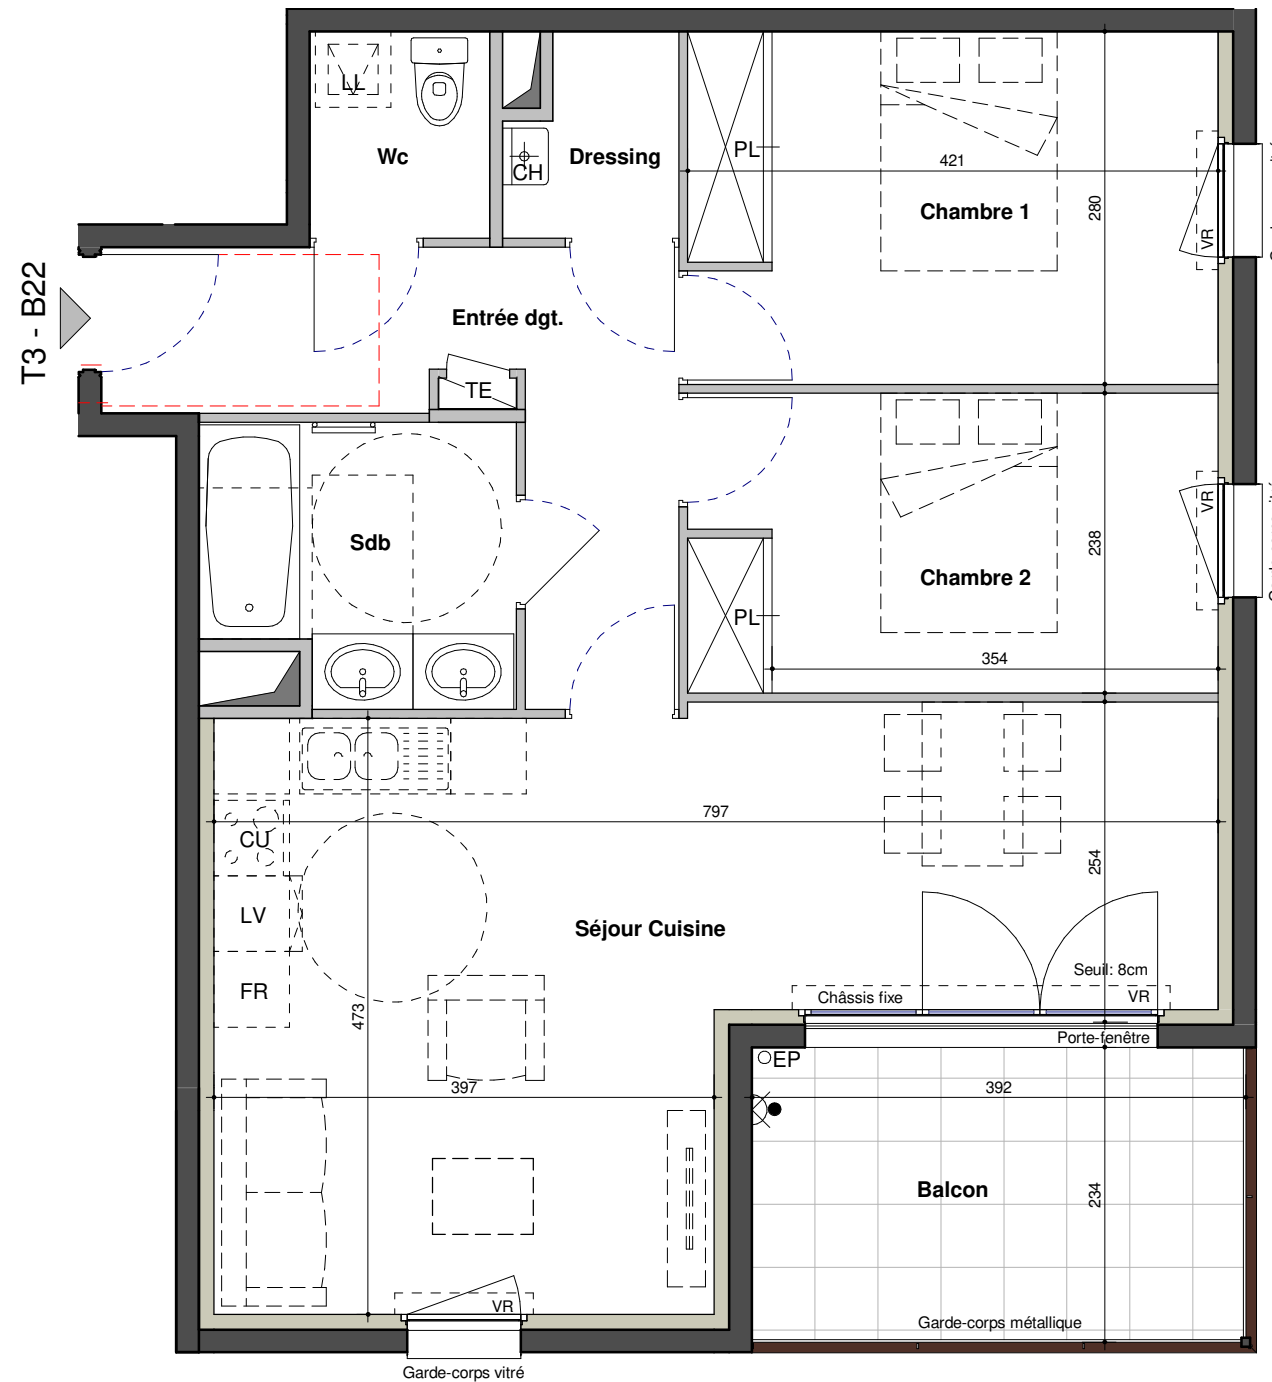 LL
Wc
CH
Dressing
PL
421
Chambre 1
280
VR
T3 - B22
Entrée dgt.
TE
Sdb
PL
Chambre 2
238
VR
354
797
CU
LV
FR
Séjour Cuisine
254
473
Seuil: 8cm
Châssis fixe
VR
Porte-fenêtre
EP
397
392
Balcon
234
VR
Garde-corps métallique
Garde-corps vitré